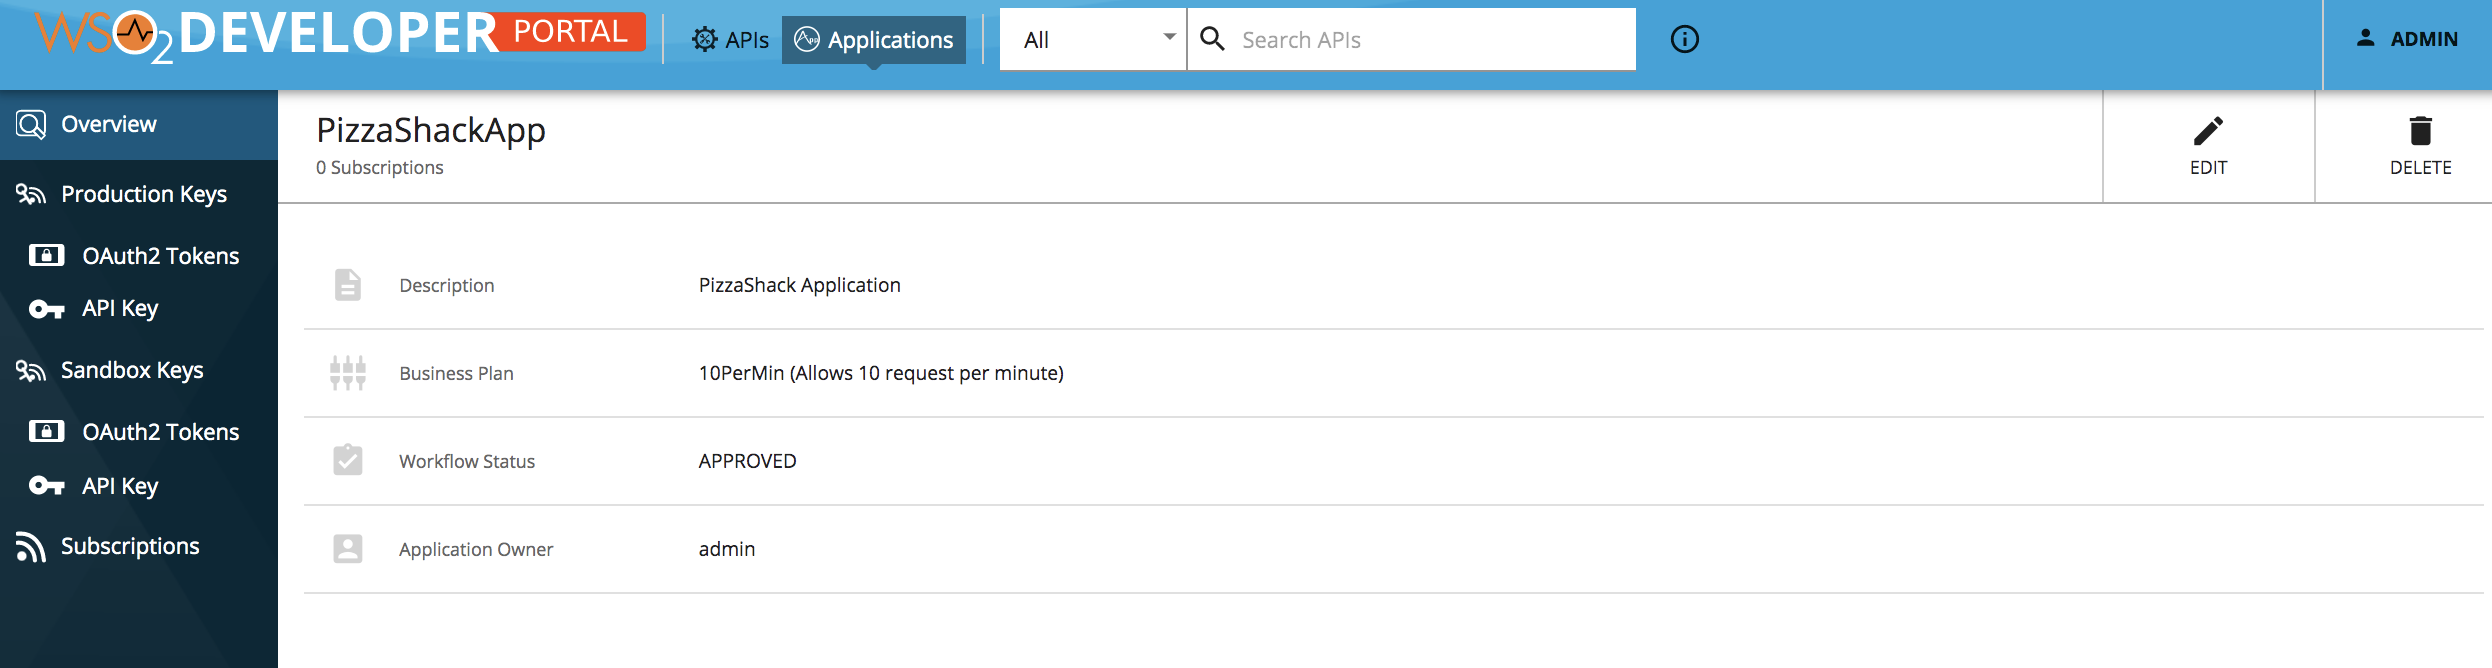 WSO2 DEVELOPER PORTAL
APIs
Applications
All
Search APIs
ADMIN
Overview
Production Keys
OAuth2 Tokens
API Key
Sandbox Keys
OAuth2 Tokens
API Key
Subscriptions
PizzaShackApp
0 Subscriptions
EDIT
DELETE
Description PizzaShack Application
Business Plan 10PerMin (Allows 10 request per minute)
Workflow Status APPROVED
Application Owner admin